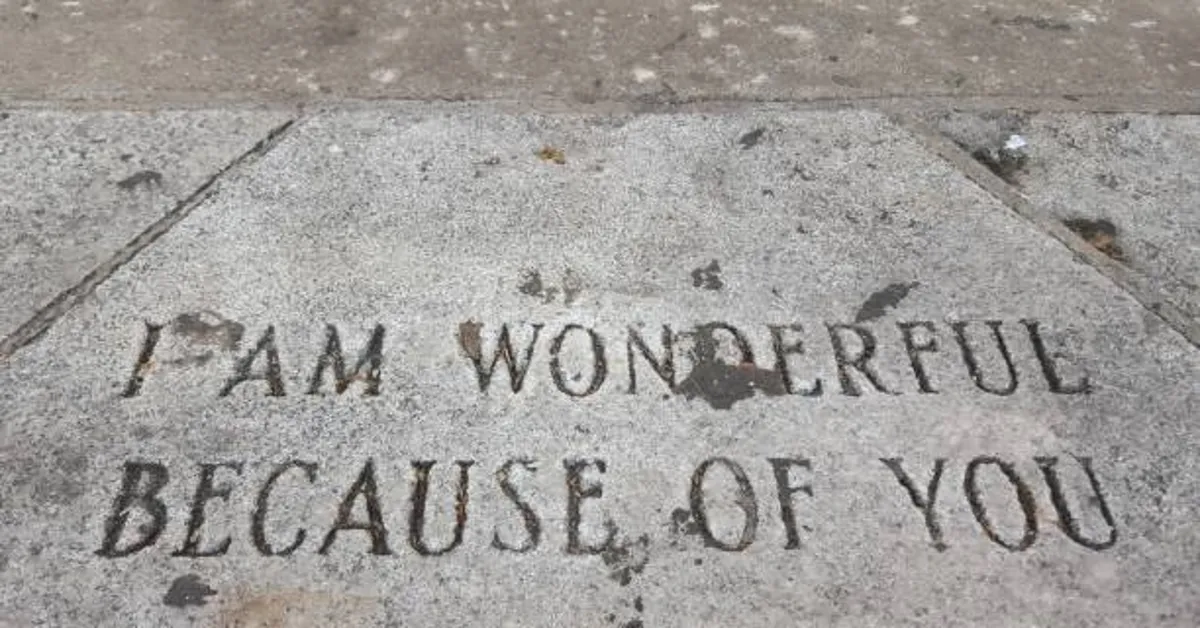 I AM WONDERFUL
BECAUSE OF YOU